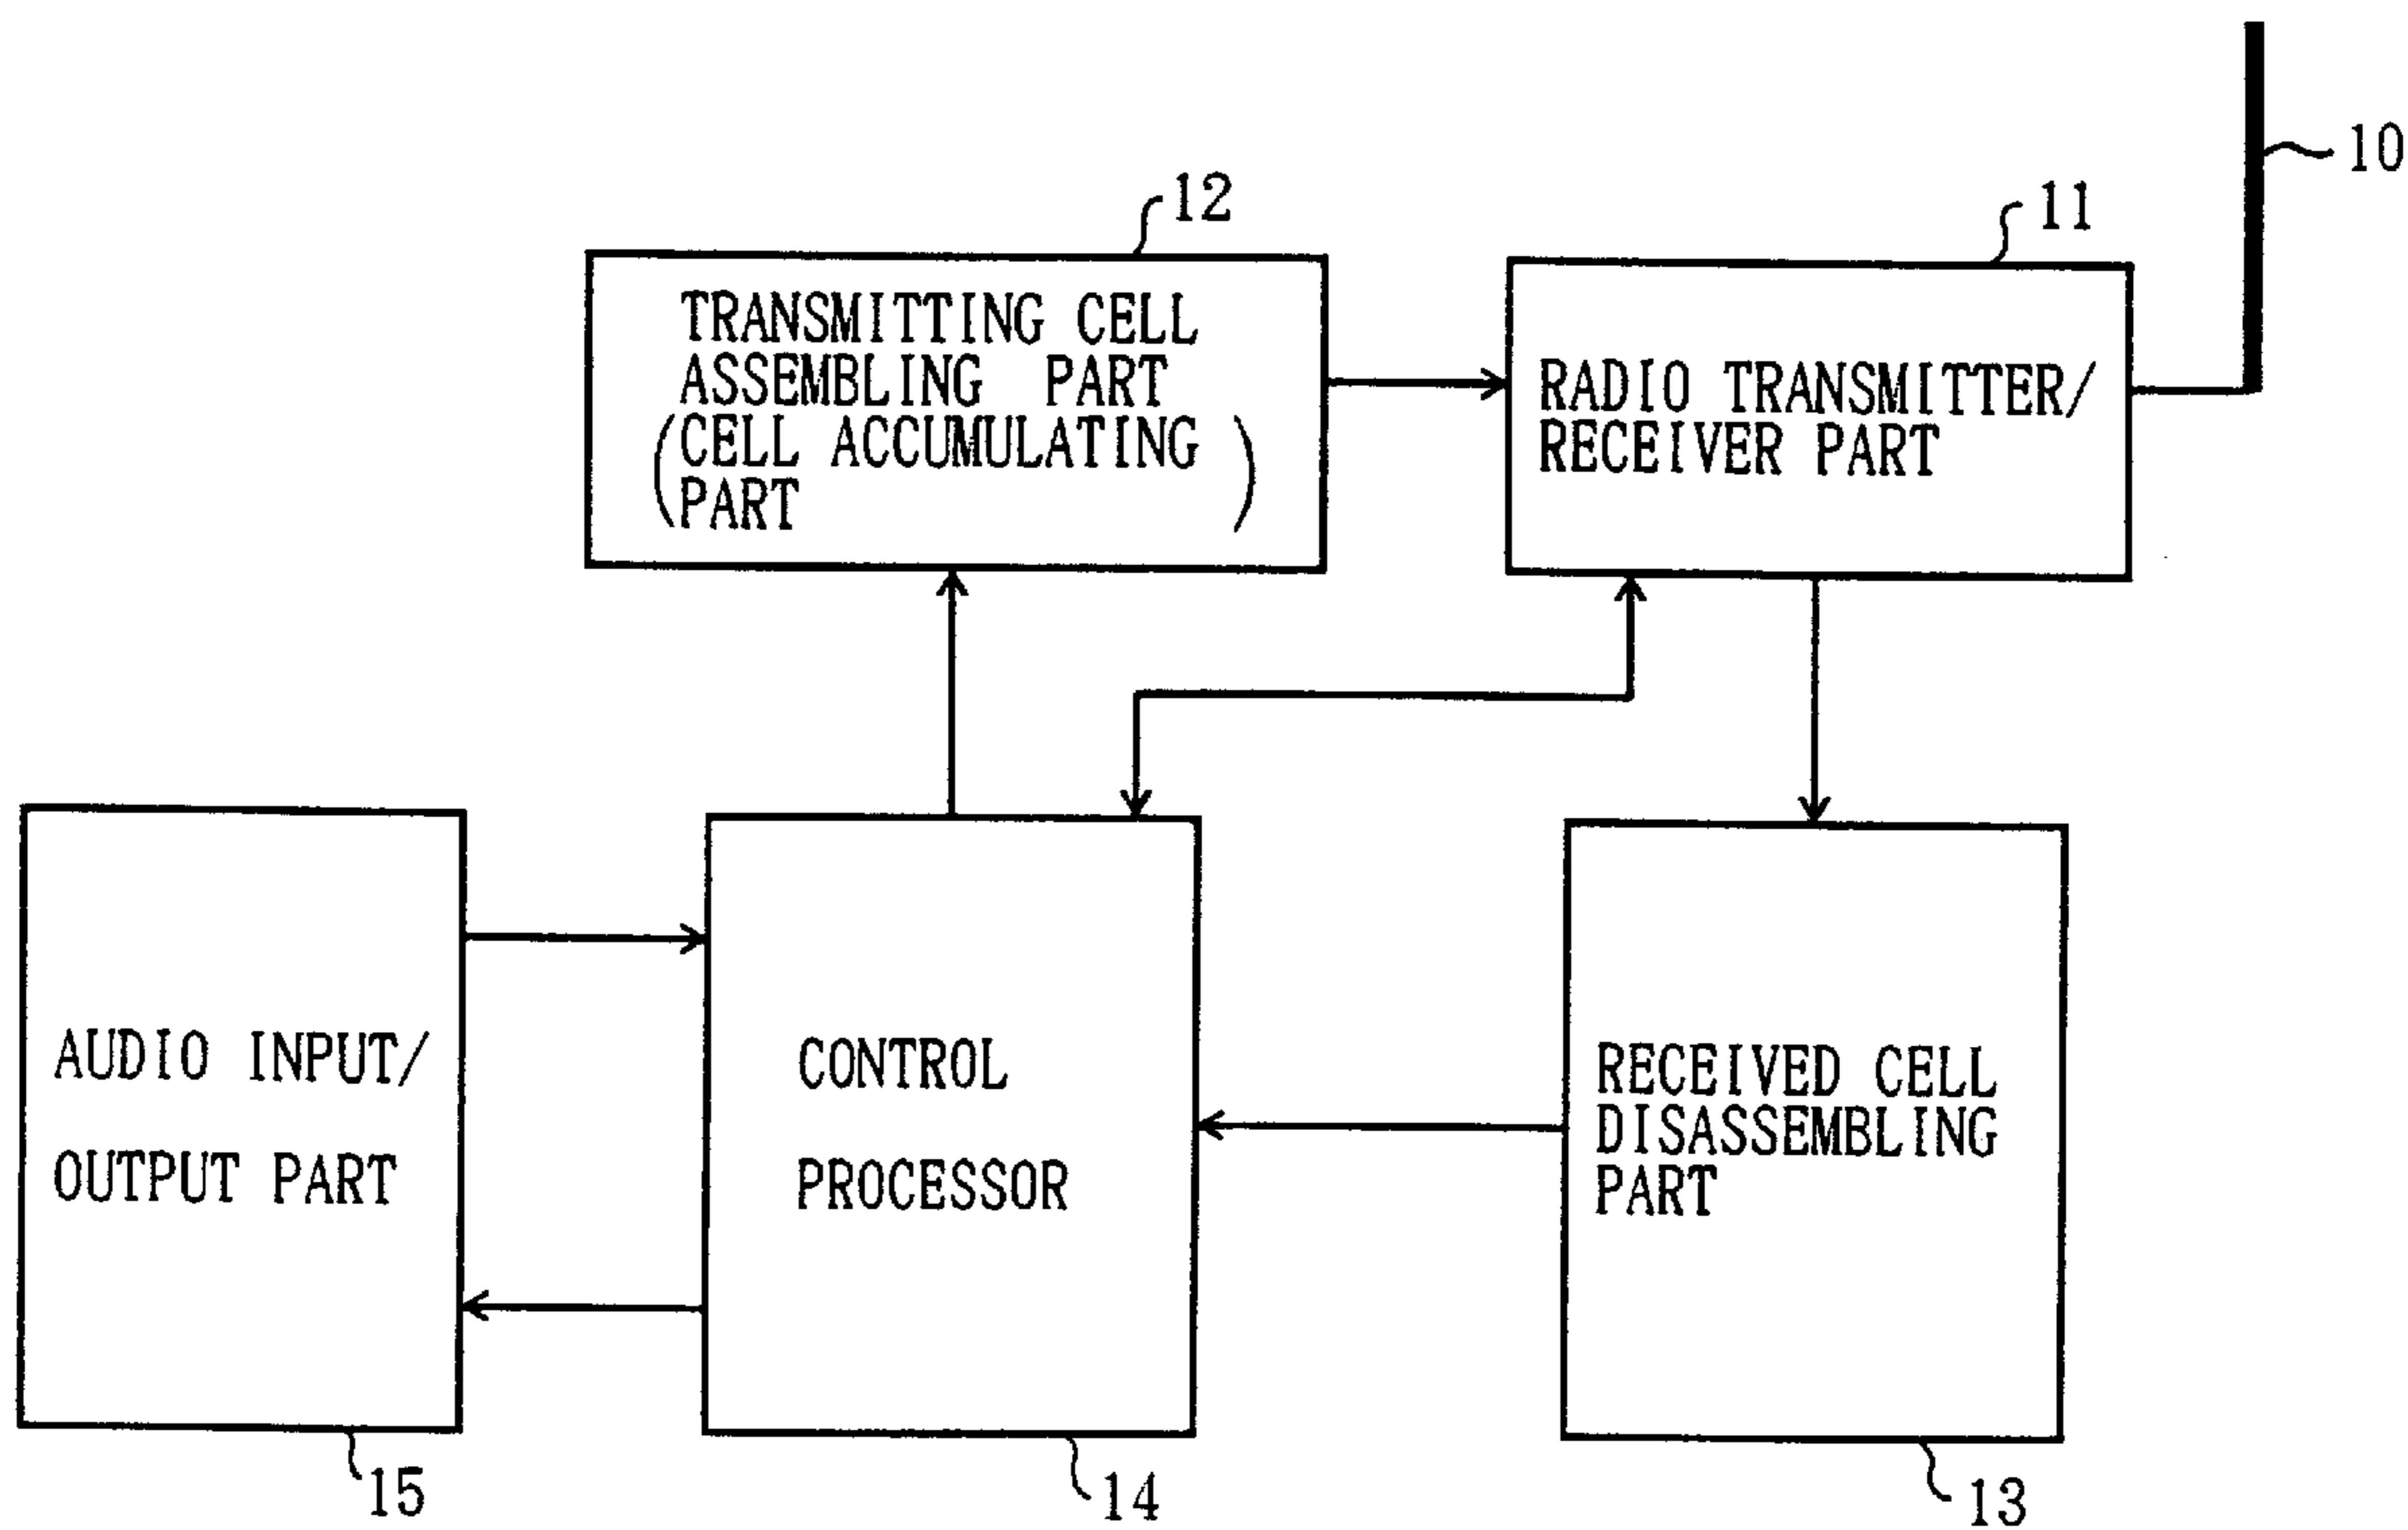 10
12
11
TRANSMITTING CELL
ASSEMBLING PART
(CELL ACCUMULATING )
PART
RADIO TRANSMITTER/
RECEIVER PART
AUDIO INPUT/
OUTPUT PART
CONTROL
PROCESSOR
RECEIVED CELL
DISASSEMBLING
PART
15
14
13